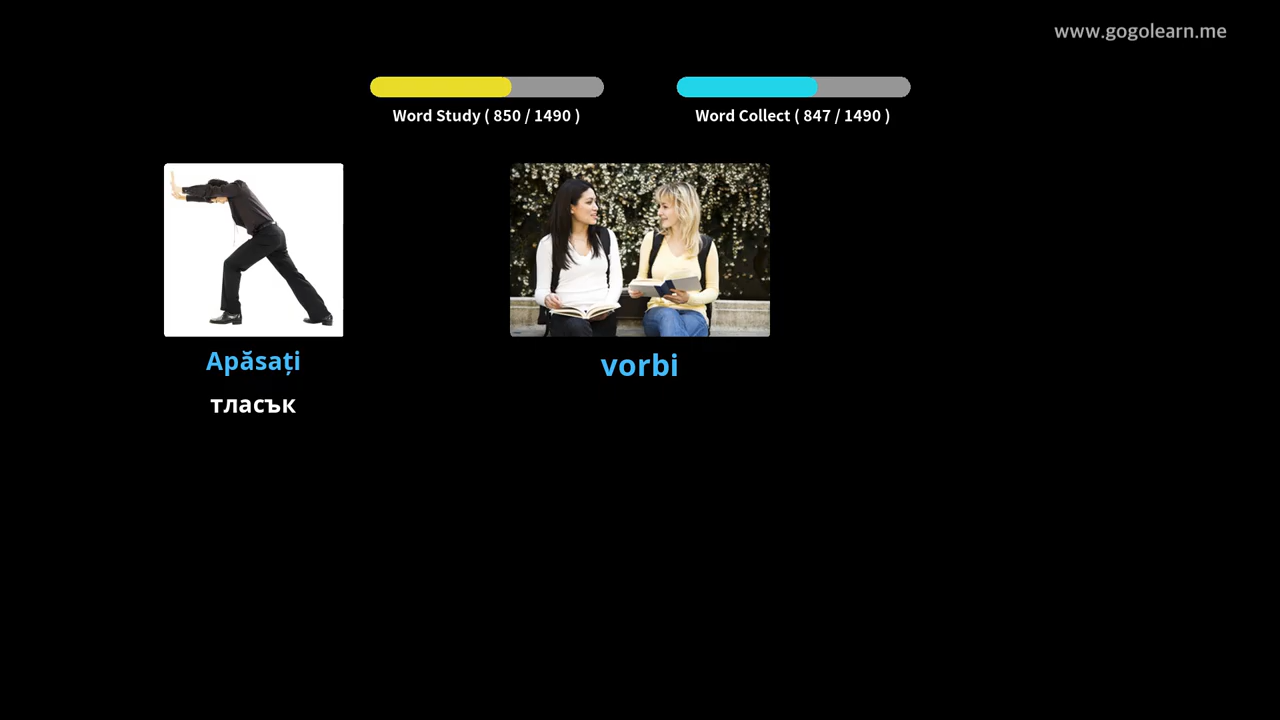 www.gogolearn.me
Word Study ( 850 / 1490 )
Word Collect ( 847 / 1490 )
Apăsați
тласък
vorbi